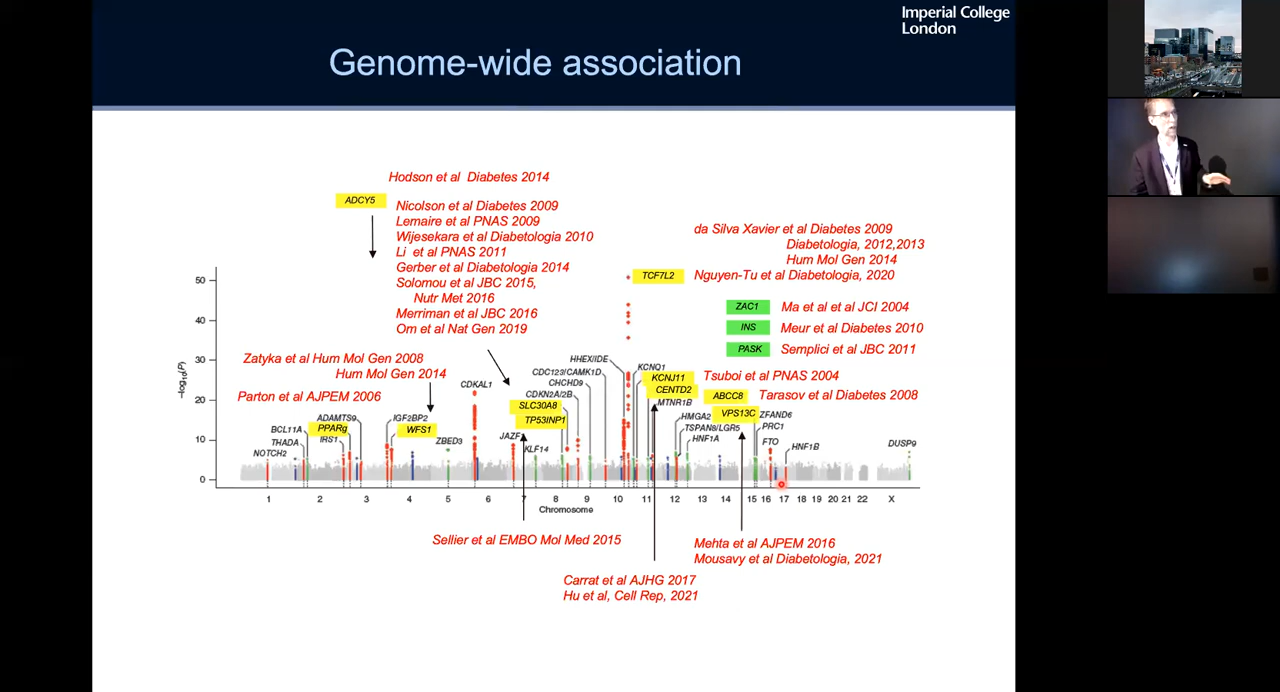 Imperial College
London
Genome-wide association
Hodson et al Diabetes 2014
ADCY5
Nicolson et al Diabetes 2009
Lemaire et al PNAS 2009
Wijesekara et al Diabetologia 2010
Li et al PNAS 2011
Gerber et al Diabetologia 2014
Solomou et al JBC 2015,
Nutr Met 2016
Merriman et al JBC 2016
Om et al Nat Gen 2019
da Silva Xavier et al Diabetes 2009
Diabetologia, 2012,2013
Hum Mol Gen 2014
TCF7L2
Nguyen-Tu et al Diabetologia, 2020
ZAC1
Ma et al et al JCI 2004
INS
Meur et al Diabetes 2010
PASK
Semplici et al JBC 2011
Zatyka et al Hum Mol Gen 2008
Hum Mol Gen 2014
Parton et al AJPEM 2006
Tsuboi et al PNAS 2004
ABCC8
Tarasov et al Diabetes 2008
-log10(P)
50
40
30
20
10
0
NOTCH2
THADA
BCL11A
ADAMTS9
PPARg
IRS1
IGF2BP2
WFS1
ZBED3
CDKAL1
JAZF
KLF14
SLC30A8
TP53INP1
CDKN2A/2B
CHCHD9
CDC123/CAMK1D
HHEX/IDE
KCNQ1
KCNJ11
CENTD2
MTNR1B
HMGA2
TSPAN8/LGR5
HNF1A
VPS13C
ZFAND6
PRC1
FTO
HNF1B
DUSP9
1 2 3 4 5 6 7 8 9 10 11 12 13 14 15 16 17 18 19 20 21 22 X
Chromosome
Sellier et al EMBO Mol Med 2015
Mehta et al AJPEM 2016
Mousavy et al Diabetologia, 2021
Carrat et al AJHG 2017
Hu et al, Cell Rep, 2021